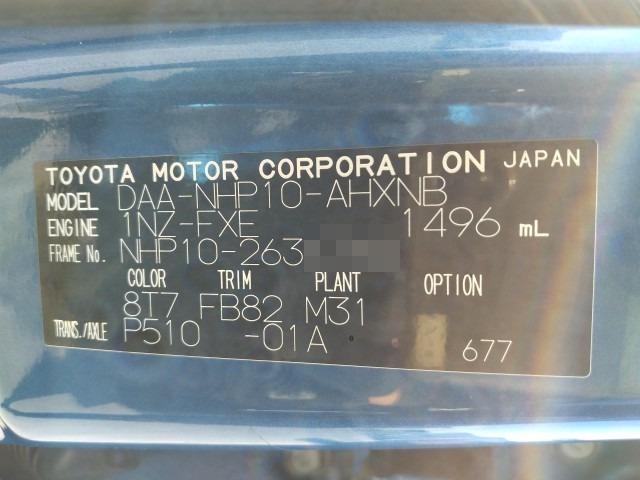 TOYOTA MOTOR CORPORATION JAPAN
MODEL DAA-NHP10-AHXNB
ENGINE 1NZ-FXE 1496 mL
FRAME No. NHP10-263
COLOR TRIM PLANT OPTION
8T7 FB82 M31
TRANS./AXLE P510 -01A
677